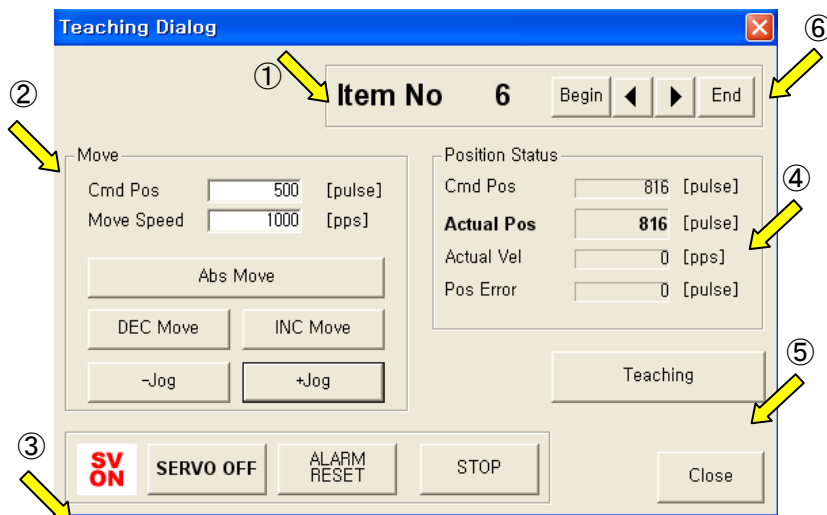 Teaching Dialog
① Item No 6 Begin End ⑥
②
Move
Cmd Pos 500 [pulse]
Move Speed 1000 [pps]
Abs Move
DEC Move INC Move
-Jog +Jog
Position Status
Cmd Pos 816 [pulse]
Actual Pos 816 [pulse]
Actual Vel 0 [pps]
Pos Error 0 [pulse]
④
Teaching
⑤
③
SV
ON
SERVO OFF
ALARM
RESET
STOP
Close